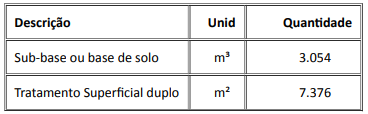 Descrição Unid Quantidade
Sub-base ou base de solo m³ 3.054
Tratamento Superficial duplo m² 7.376